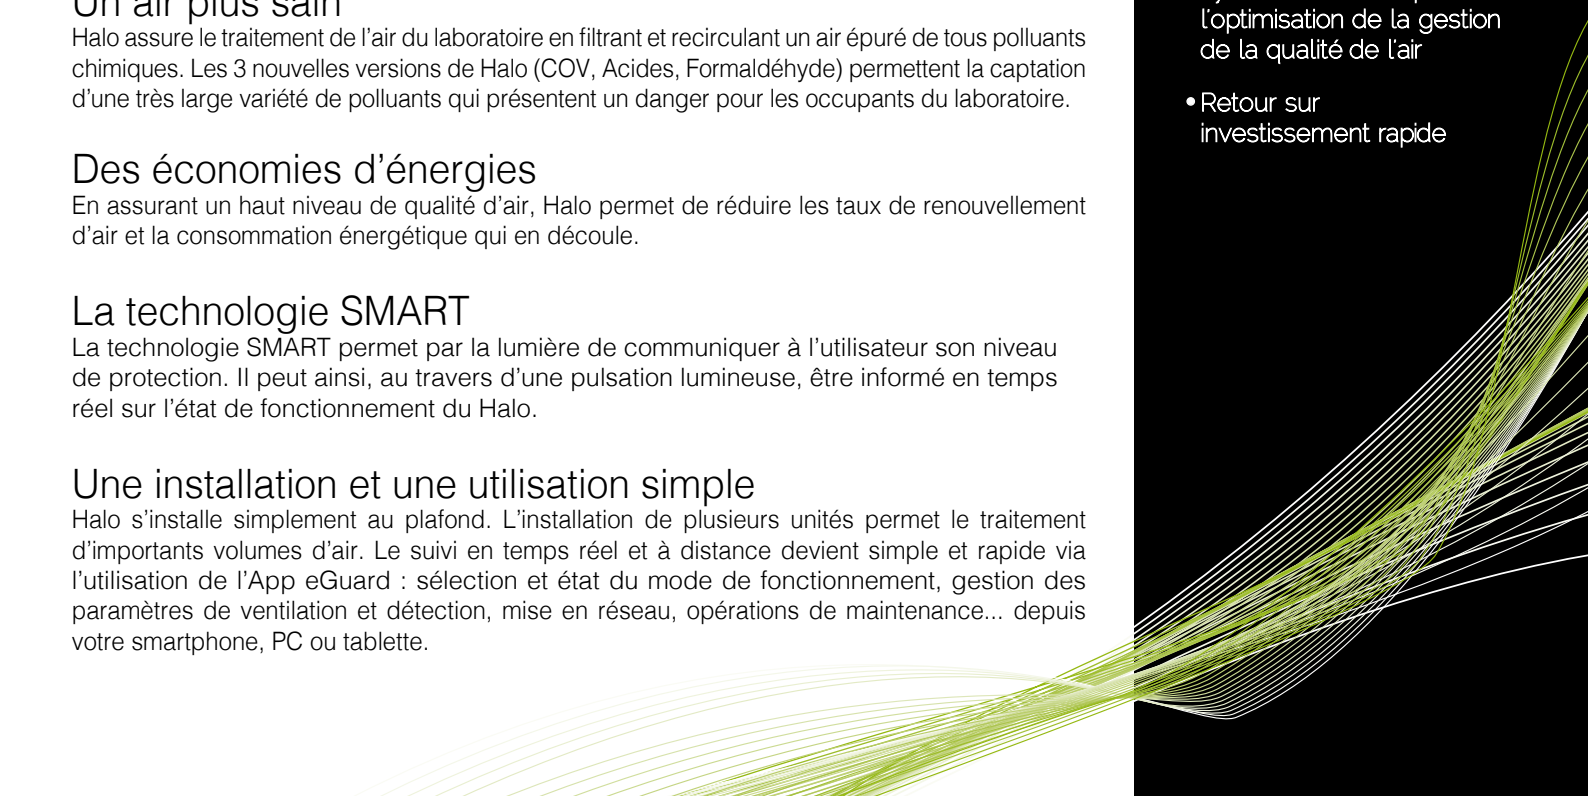 Un air plus sain
Halo assure le traitement de l'air du laboratoire en filtrant et recirculant un air épuré de tous polluants
chimiques. Les 3 nouvelles versions de Halo (COV, Acides, Formaldéhyde) permettent la captation
d'une très large variété de polluants qui présentent un danger pour les occupants du laboratoire.
Des économies d'énergies
En assurant un haut niveau de qualité d'air, Halo permet de réduire les taux de renouvellement
d'air et la consommation énergétique qui en découle.
La technologie SMART
La technologie SMART permet par la lumière de communiquer à l'utilisateur son niveau
de protection. Il peut ainsi, au travers d'une pulsation lumineuse, être informé en temps
réel sur l'état de fonctionnement du Halo.
Une installation et une utilisation simple
Halo s'installe simplement au plafond. L'installation de plusieurs unités permet le traitement
d'importants volumes d'air. Le suivi en temps réel et à distance devient simple et rapide via
l'utilisation de l'App eGuard : sélection et état du mode de fonctionnement, gestion des
paramètres de ventilation et détection, mise en réseau, opérations de maintenance... depuis
votre smartphone, PC ou tablette.
l'optimisation de la gestion
de la qualité de l'air
• Retour sur
investissement rapide